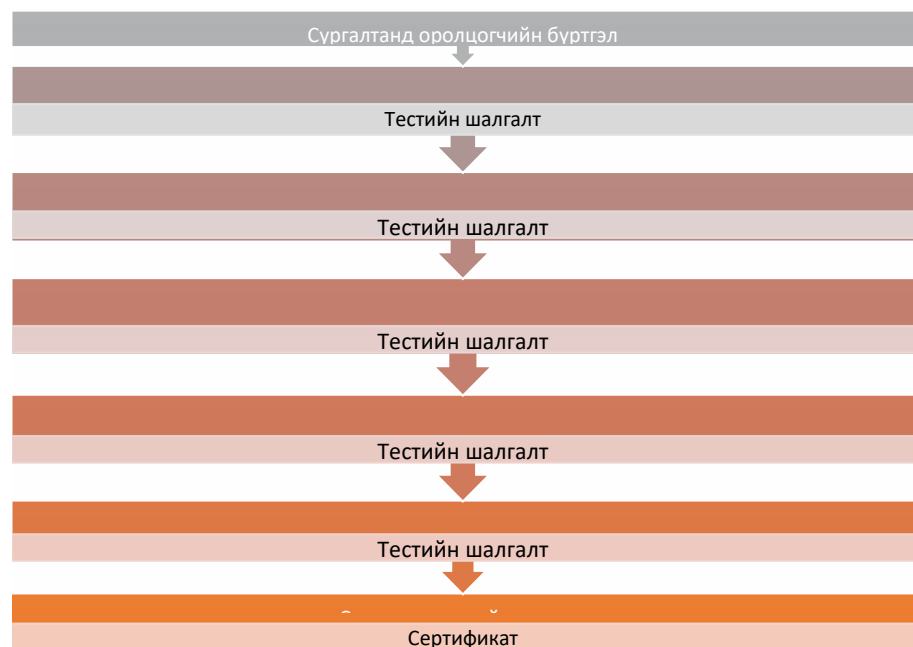 Сургалтанд оролцогчийн бүртгэл
Тестийн шалгалт
Тестийн шалгалт
Тестийн шалгалт
Тестийн шалгалт
Тестийн шалгалт
Сертификат